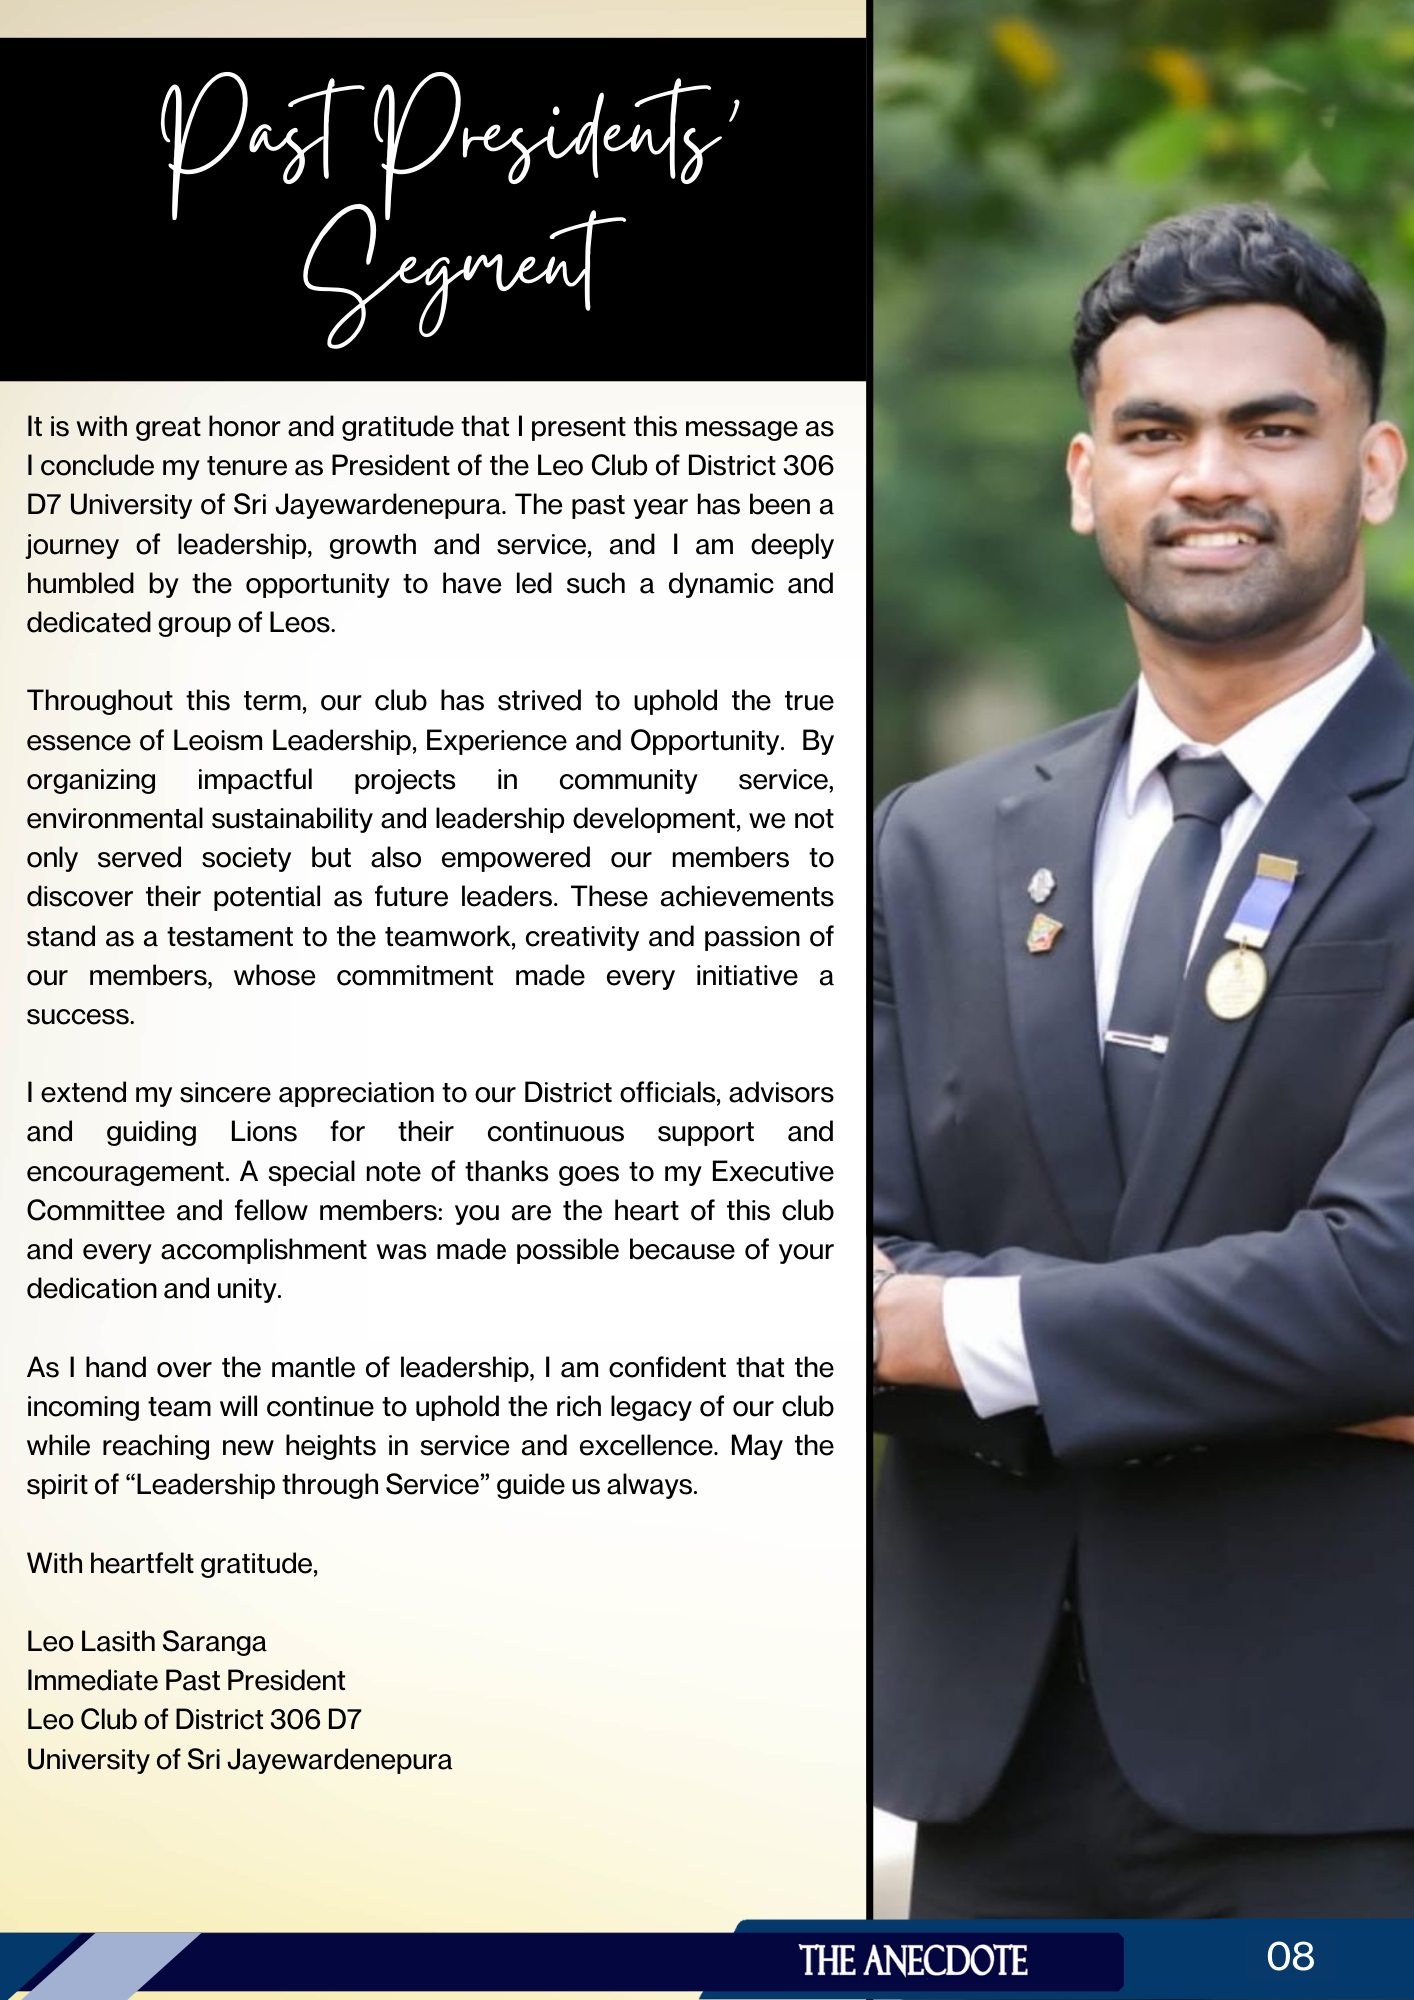 Past Presidents'
Segment
It is with great honor and gratitude that I present this message as
I conclude my tenure as President of the Leo Club of District 306
D7 University of Sri Jayewardenepura. The past year has been a
journey of leadership, growth and service, and I am deeply
humbled by the opportunity to have led such a dynamic and
dedicated group of Leos.
Throughout this term, our club has strived to uphold the true
essence of Leoism Leadership, Experience and Opportunity. By
organizing impactful projects in community service,
environmental sustainability and leadership development, we not
only served society but also empowered our members to
discover their potential as future leaders. These achievements
stand as a testament to the teamwork, creativity and passion of
our members, whose commitment made every initiative a
success.
I extend my sincere appreciation to our District officials, advisors
and guiding Lions for their continuous support and
encouragement. A special note of thanks goes to my Executive
Committee and fellow members: you are the heart of this club
and every accomplishment was made possible because of your
dedication and unity.
As I hand over the mantle of leadership, I am confident that the
incoming team will continue to uphold the rich legacy of our club
while reaching new heights in service and excellence. May the
spirit of “Leadership through Service” guide us always.
With heartfelt gratitude,
Leo Lasith Saranga
Immediate Past President
Leo Club of District 306 D7
University of Sri Jayewardenepura
THE ANECDOTE
08